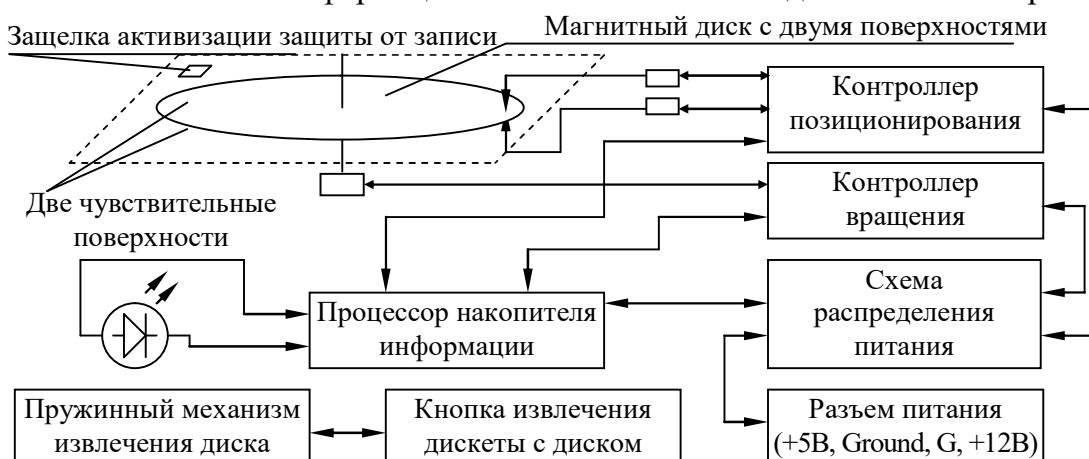 Защелка активизации защиты от записи
Магнитный диск с двумя поверхностями
Контроллер
позиционирования
Контроллер
вращения
Две чувствительные
поверхности
Схема
распределения
питания
Процессор накопителя
информации
Пружинный механизм
извлечения диска
Кнопка извлечения
дискеты с диском
Разъем питания
(+5В, Ground, G, +12В)